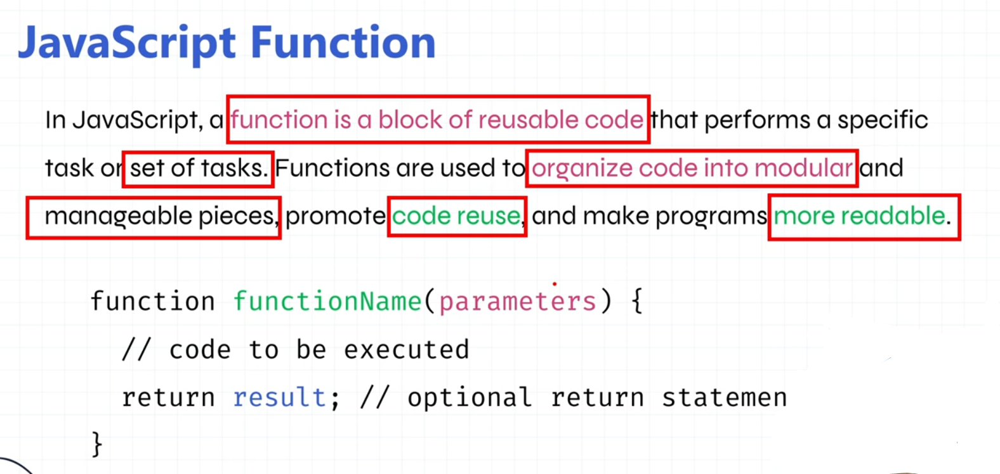 JavaScript Function
In JavaScript, a function is a block of reusable code that performs a specific
task or set of tasks. Functions are used to organize code into modular and
manageable pieces, promote code reuse, and make programs more readable.
function functionName(parameters) {
// code to be executed
return result; // optional return statemen
}